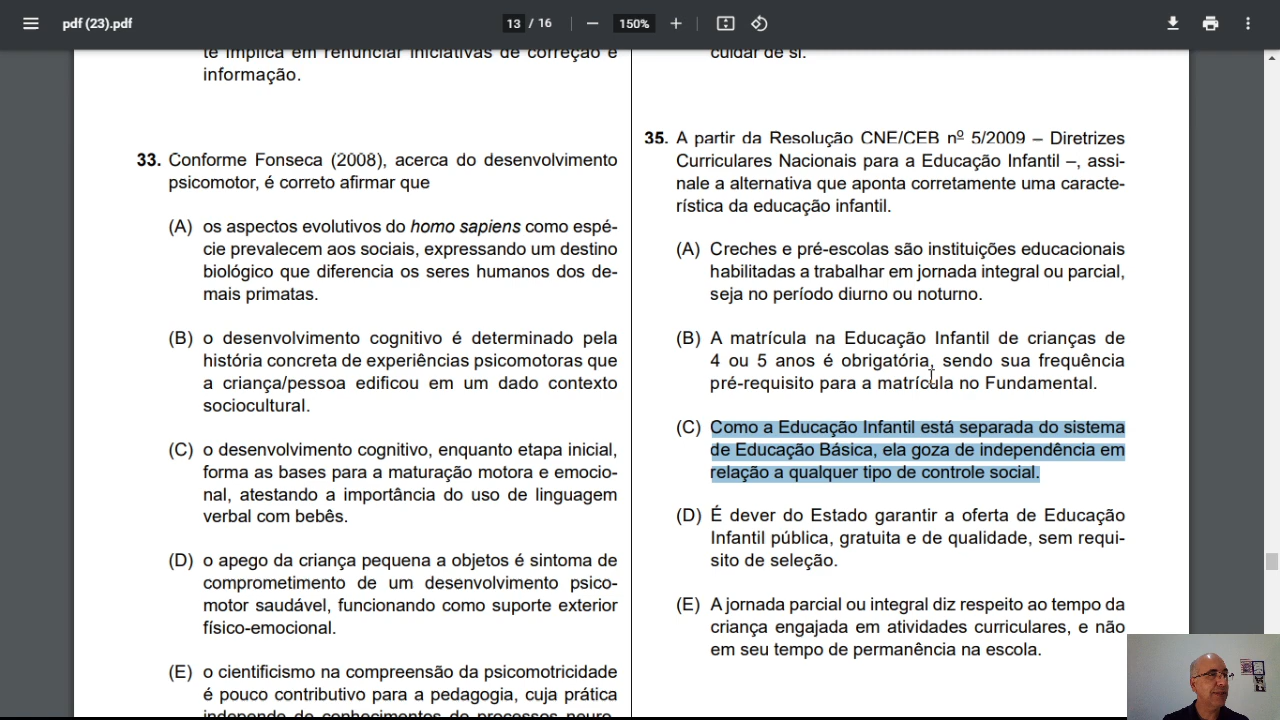 pdf (23).pdf
13 / 16
150%
te implica em renunciar iniciativas de correção e
informação.
33. Conforme Fonseca (2008), acerca do desenvolvimento
psicomotor, é correto afirmar que
(A) os aspectos evolutivos do homo sapiens como espé-
cie prevalecem aos sociais, expressando um destino
biológico que diferencia os seres humanos dos de-
mais primatas.
(B) o desenvolvimento cognitivo é determinado pela
história concreta de experiências psicomotoras que
a criança/pessoa edificou em um dado contexto
sociocultural.
(C) o desenvolvimento cognitivo, enquanto etapa inicial,
forma as bases para a maturação motora e emocio-
nal, atestando a importância do uso de linguagem
verbal com bebês.
(D) o apego da criança pequena a objetos é sintoma de
comprometimento de um desenvolvimento psico-
motor saudável, funcionando como suporte exterior
físico-emocional.
(E) o cientificismo na compreensão da psicomotricidade
é pouco contributivo para a pedagogia, cuja prática
independe do conhecimentos de processos neuro-
cuidar de si.
35. A partir da Resolução CNE/CEB nº 5/2009 – Diretrizes
Curriculares Nacionais para a Educação Infantil –, assi-
nale a alternativa que aponta corretamente uma caracte-
rística da educação infantil.
(A) Creches e pré-escolas são instituições educacionais
habilitadas a trabalhar em jornada integral ou parcial,
seja no período diurno ou noturno.
(B) A matrícula na Educação Infantil de crianças de
4 ou 5 anos é obrigatória, sendo sua frequência
pré-requisito para a matrícula no Fundamental.
(C) Como a Educação Infantil está separada do sistema
de Educação Básica, ela goza de independência em
relação a qualquer tipo de controle social.
(D) É dever do Estado garantir a oferta de Educação
Infantil pública, gratuita e de qualidade, sem requi-
sito de seleção.
(E) A jornada parcial ou integral diz respeito ao tempo da
criança engajada em atividades curriculares, e não
em seu tempo de permanência na escola.